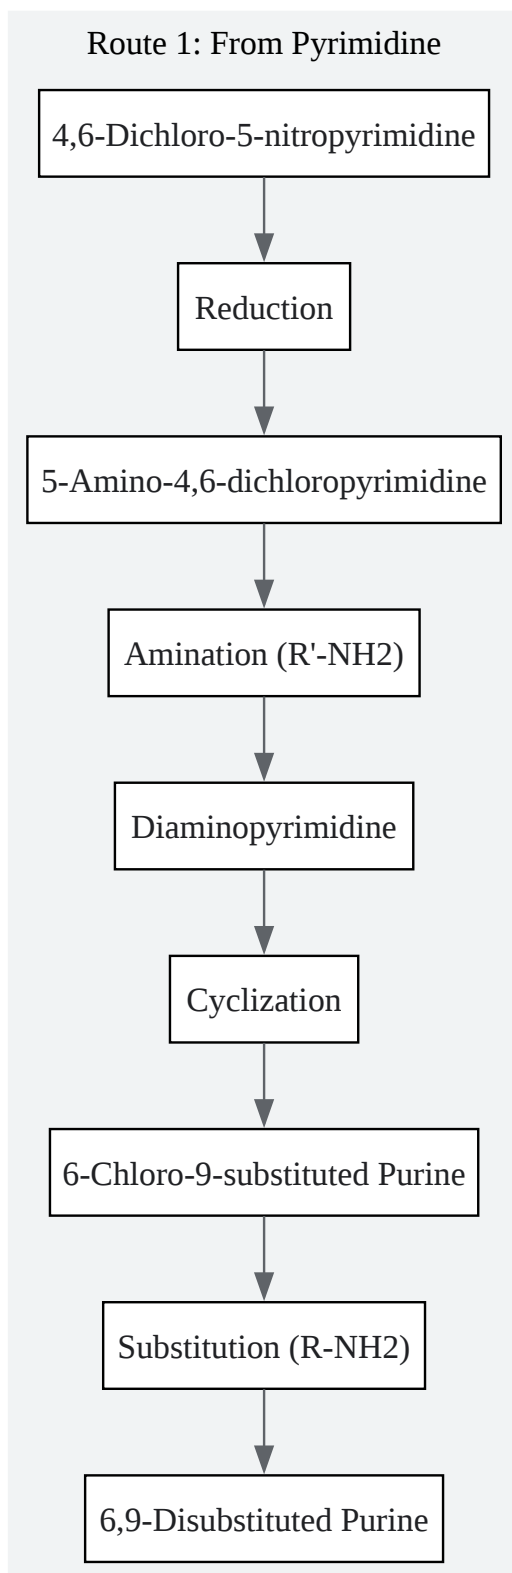 Route 1: From Pyrimidine
4,6-Dichloro-5-nitropyrimidine
Reduction
5-Amino-4,6-dichloropyrimidine
Amination (R'-NH2)
Diaminopyrimidine
Cyclization
6-Chloro-9-substituted Purine
Substitution (R-NH2)
6,9-Disubstituted Purine